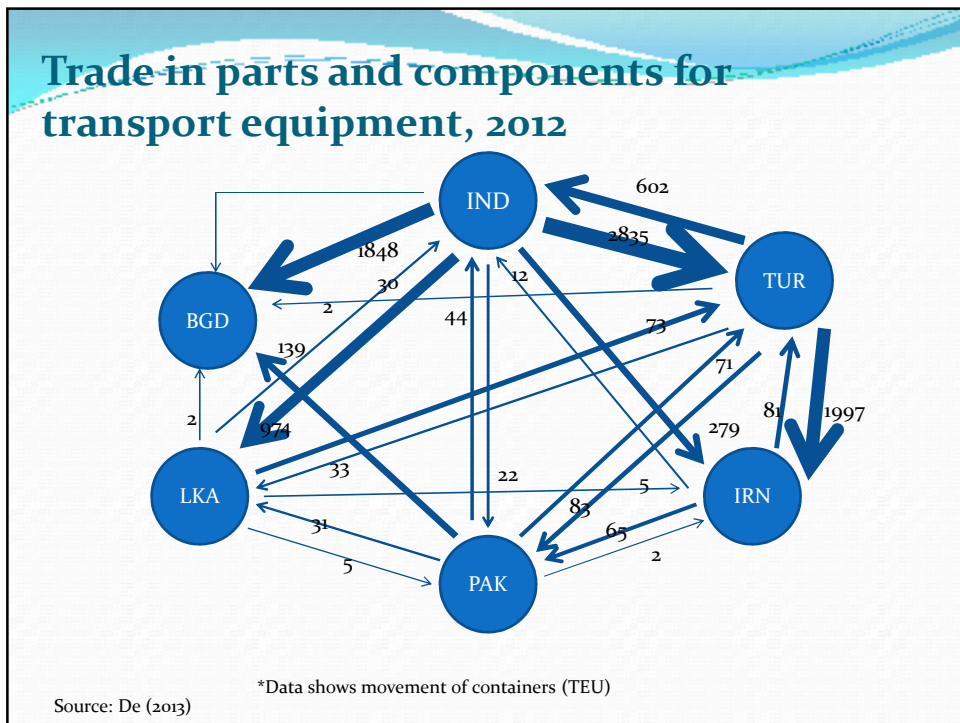 Trade in parts and components for
transport equipment, 2012
IND
602
2835
1848
TUR
12
30
2
BGD
44
73
139
71
2
974
81
1997
279
33
22
5
LKA
IRN
83
31
65
2
5
PAK
*Data shows movement of containers (TEU)
Source: De (2013)